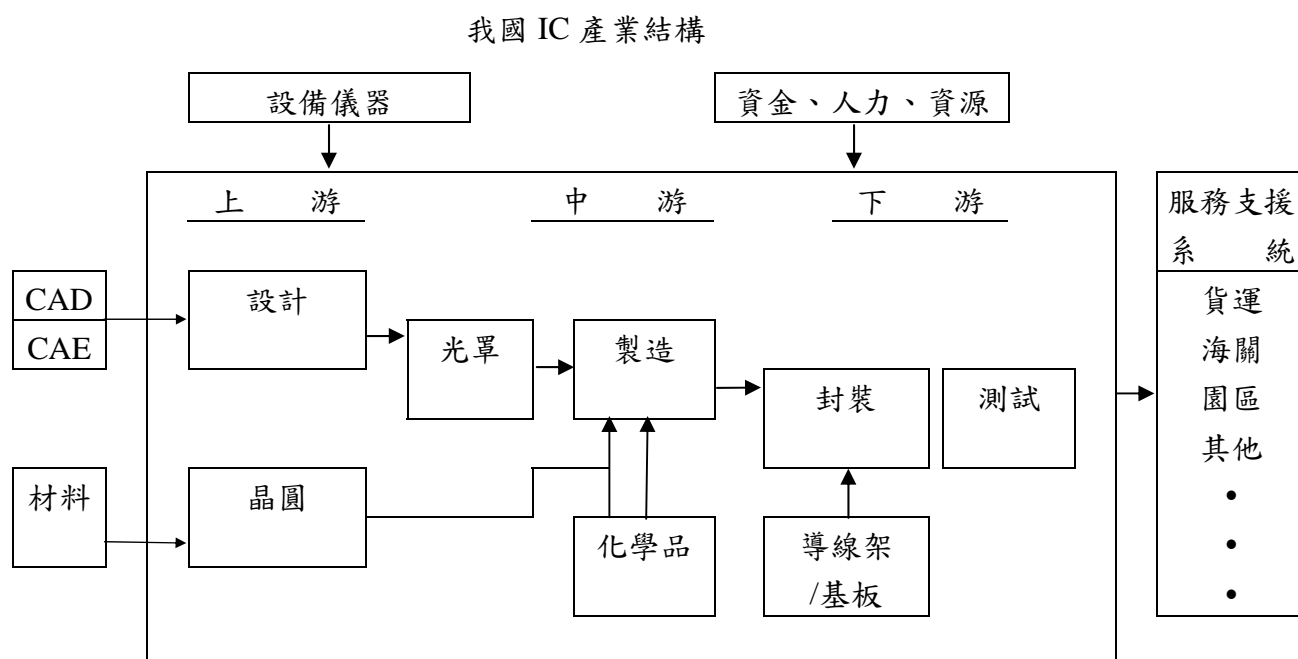 我國 IC 產業結構
設備儀器
資金、人力、資源
上 游
中 游
下 游
服務支援
系 統
CAD
CAE
設計
光罩
製造
封裝
測試
貨運
海關
園區
其他
•
•
•
材料
晶圓
化學品
導線架
/基板